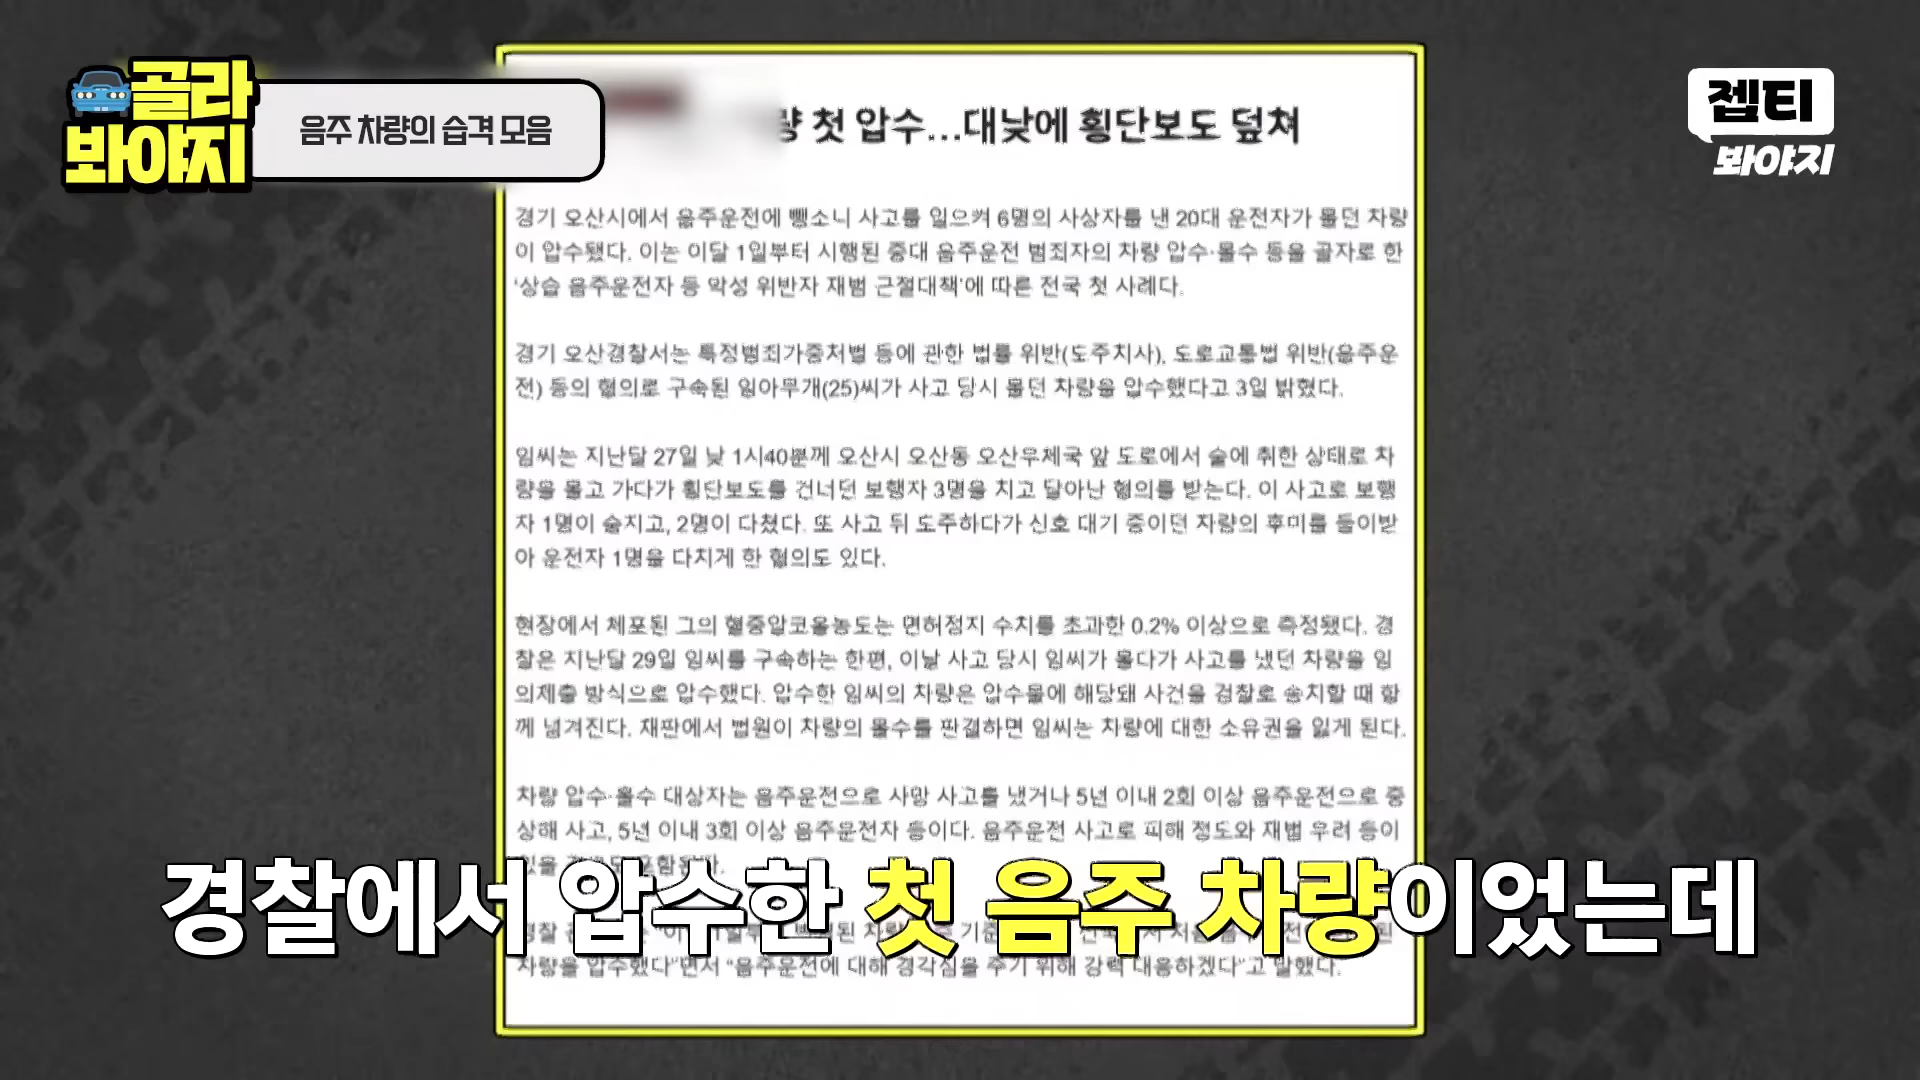 골라
봐야지
음주 차량의 습격 모음
젭티
봐야지
첫 압수...대낮에 횡단보도 덮쳐
경기 오산시에서 음주운전에 뺑소니 사고를 일으켜 6명의 사상자를 낸 20대 운전자가 몰던 차량
이 압수됐다. 이는 이달 1일부터 시행된 중대 음주운전 범죄자의 차량 압수·몰수 등을 골자로 한
'상습 음주운전자 등 악성 위반자 재범 근절대책'에 따른 전국 첫 사례다.
경기 오산경찰서는 특정범죄가중처벌 등에 관한 법률 위반(도주치사), 도로교통법 위반(음주운
전) 등의 혐의로 구속된 임아무개(25)씨가 사고 당시 몰던 차량을 압수했다고 3일 밝혔다.
임씨는 지난달 27일 낮 1시40분께 오산시 오산동 오산우체국 앞 도로에서 술에 취한 상태로 차
량을 몰고 가다가 횡단보도를 건너던 보행자 3명을 치고 달아난 혐의를 받는다. 이 사고로 보행
자 1명이 숨지고, 2명이 다쳤다. 또 사고 뒤 도주하다가 신호 대기 중이던 차량의 후미를 들이받
아 운전자 1명을 다치게 한 혐의도 있다.
현장에서 체포된 그의 혈중알코올농도는 면허정지 수치를 초과한 0.2% 이상으로 측정됐다. 경
찰은 지난달 29일 임씨를 구속하는 한편, 이날 사고 당시 임씨가 몰다가 사고를 냈던 차량을 임
의제출 방식으로 압수했다. 압수한 임씨의 차량은 압수물에 해당돼 사건을 검찰로 송치할 때 함
께 넘겨진다. 재판에서 법원이 차량의 몰수를 판결하면 임씨는 차량에 대한 소유권을 잃게 된다.
차량 압수·몰수 대상자는 음주운전으로 사망 사고를 냈거나 5년 이내 2회 이상 음주운전으로 중
상해 사고, 5년 이내 3회 이상 음주운전자 등이다. 음주운전 사고로 피해 정도와 재범 우려 등이
경찰에서 압수한 첫 음주 차량이었는데
차량을 압수했다"면서 "음주운전에 대해 경각심을 주기 위해 강력 대응하겠다"고 말했다.